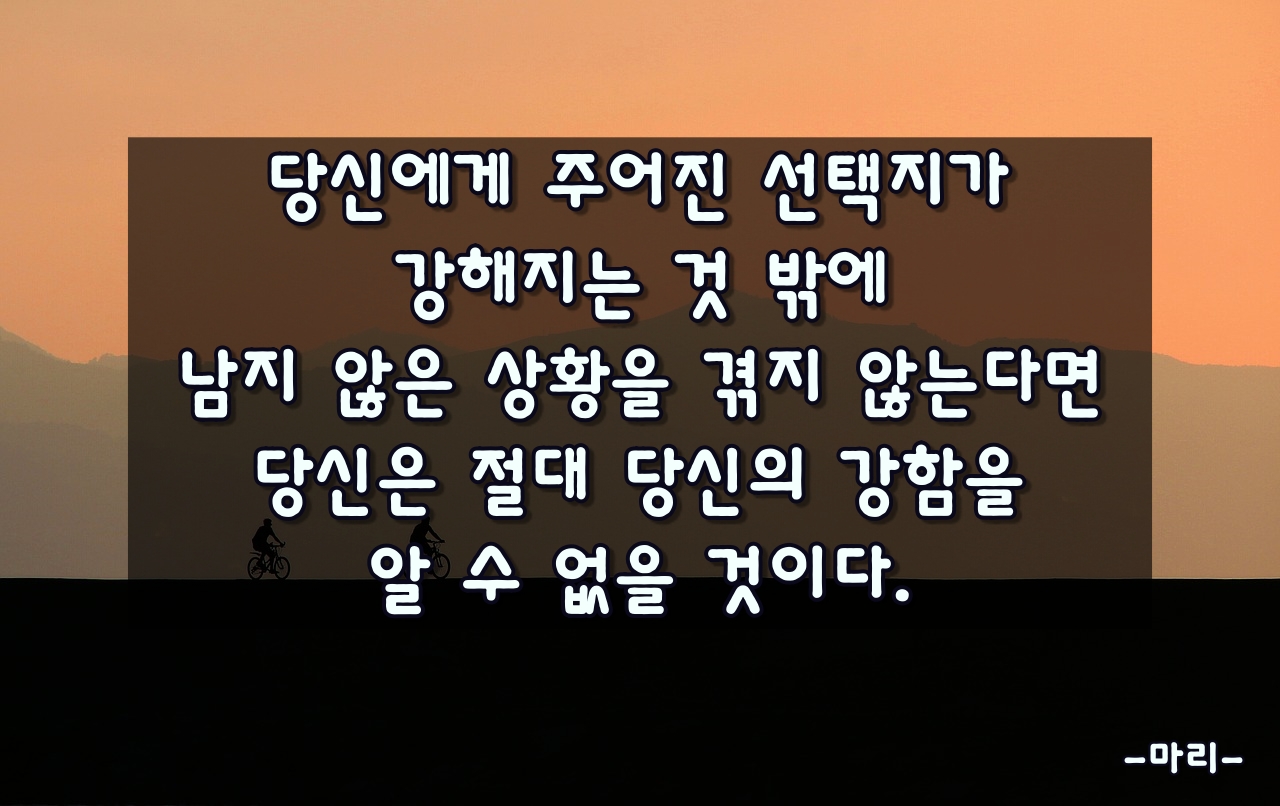 당신에게 주어진 선택지가
강해지는 것 밖에
남지 않은 상황을 겪지 않는다면
당신은 절대 당신의 강함을
알 수 없을 것이다.
-마리-